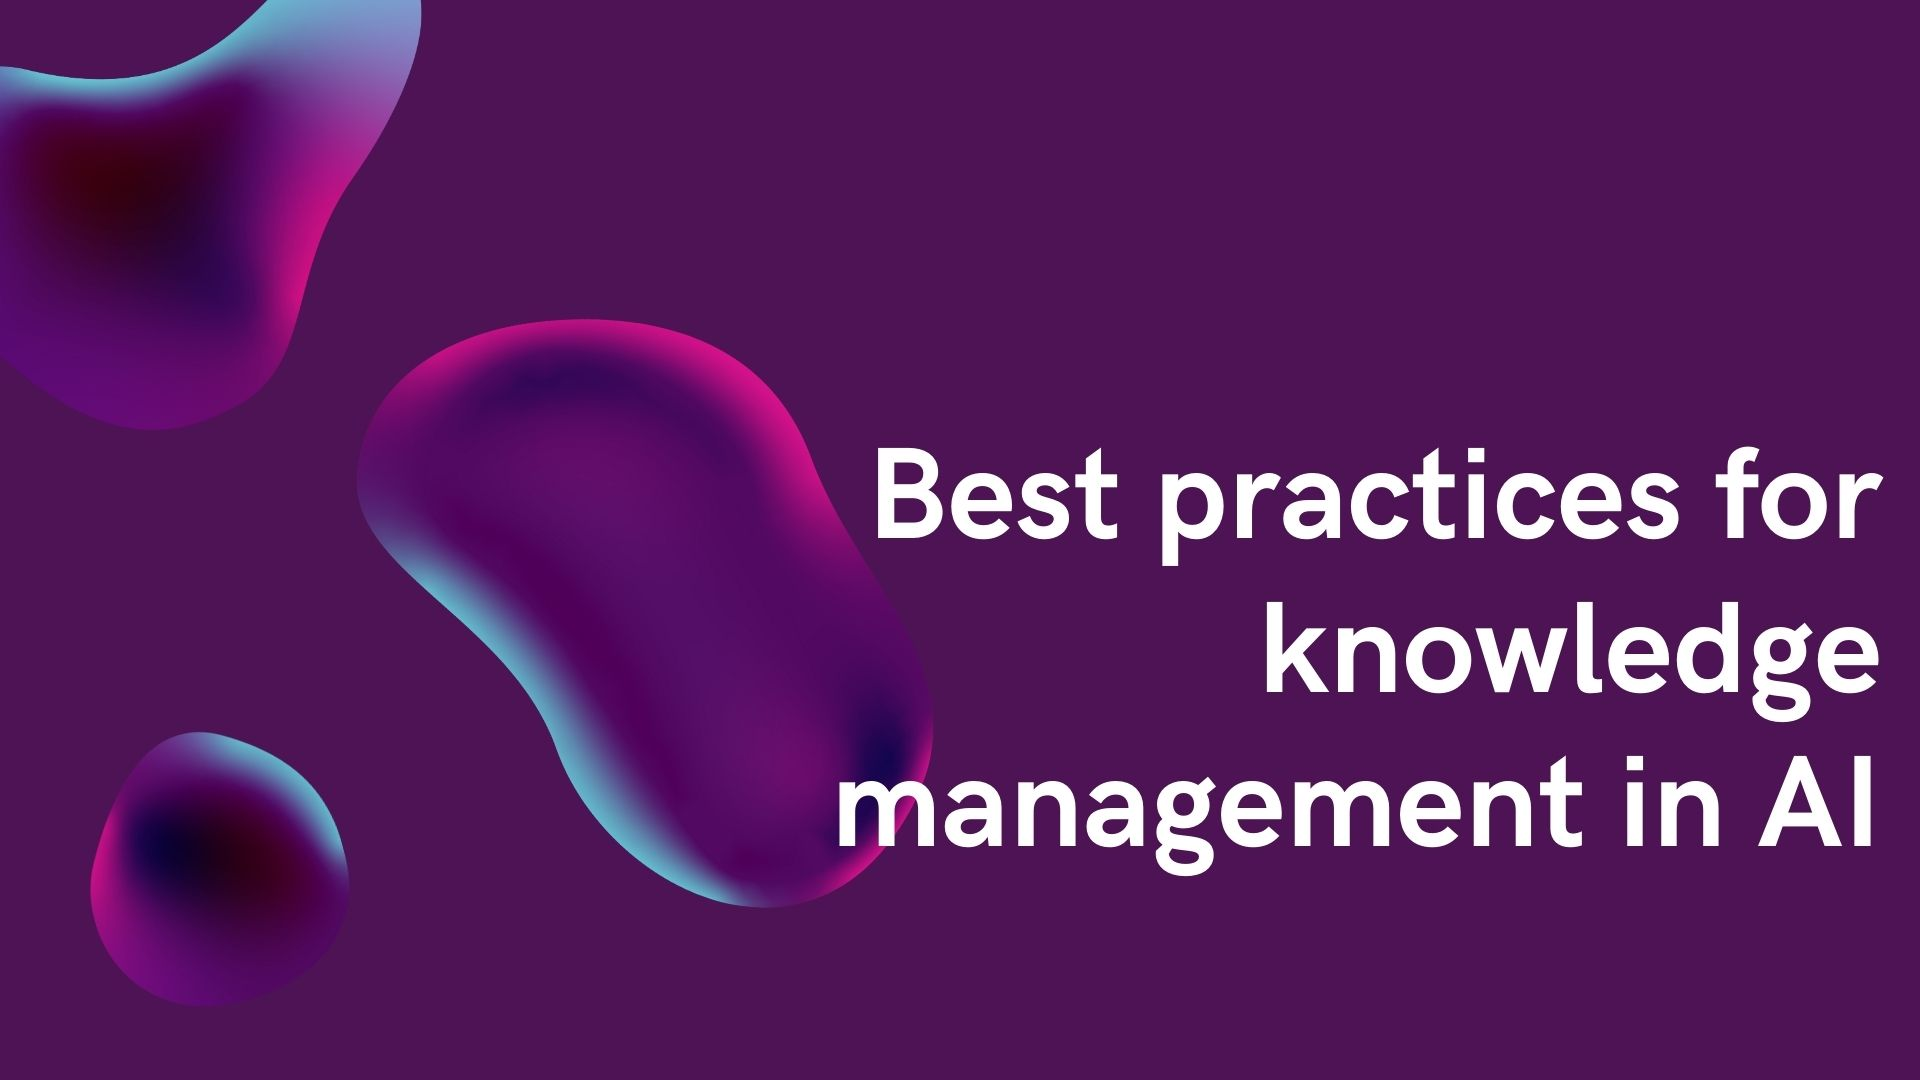 Best practices for
knowledge
management in AI